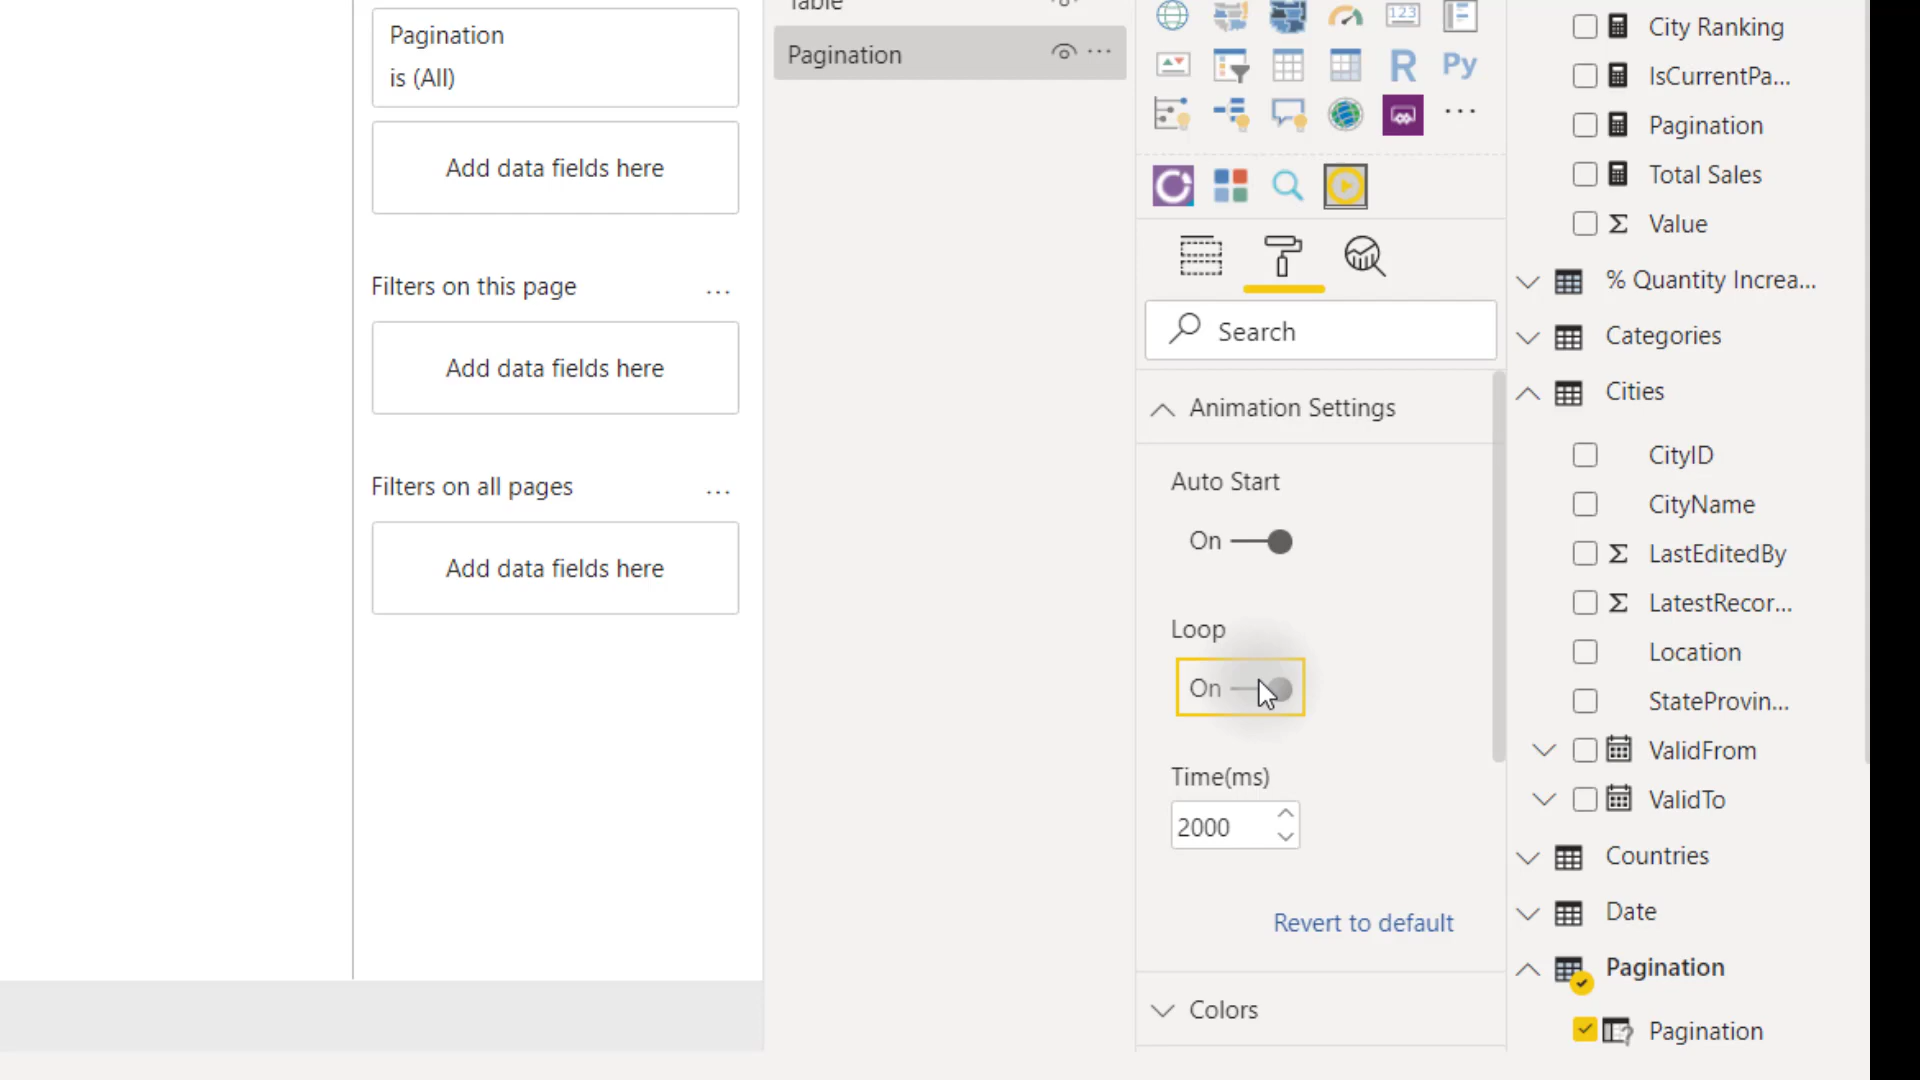 Pagination
is (All)
Add data fields here
Filters on this page
...
Add data fields here
Filters on all pages
...
Add data fields here
Table
Pagination
...
123
R
Py
...
Search
Animation Settings
Auto Start
On
Loop
On
Time(ms)
2000
Revert to default
Colors
City Ranking
IsCurrentPa...
Pagination
Total Sales
Σ Value
% Quantity Increa...
Categories
Cities
CityID
CityName
Σ LastEditedBy
Σ LatestRecor...
Location
StateProvin...
ValidFrom
ValidTo
Countries
Date
Pagination
Pagination